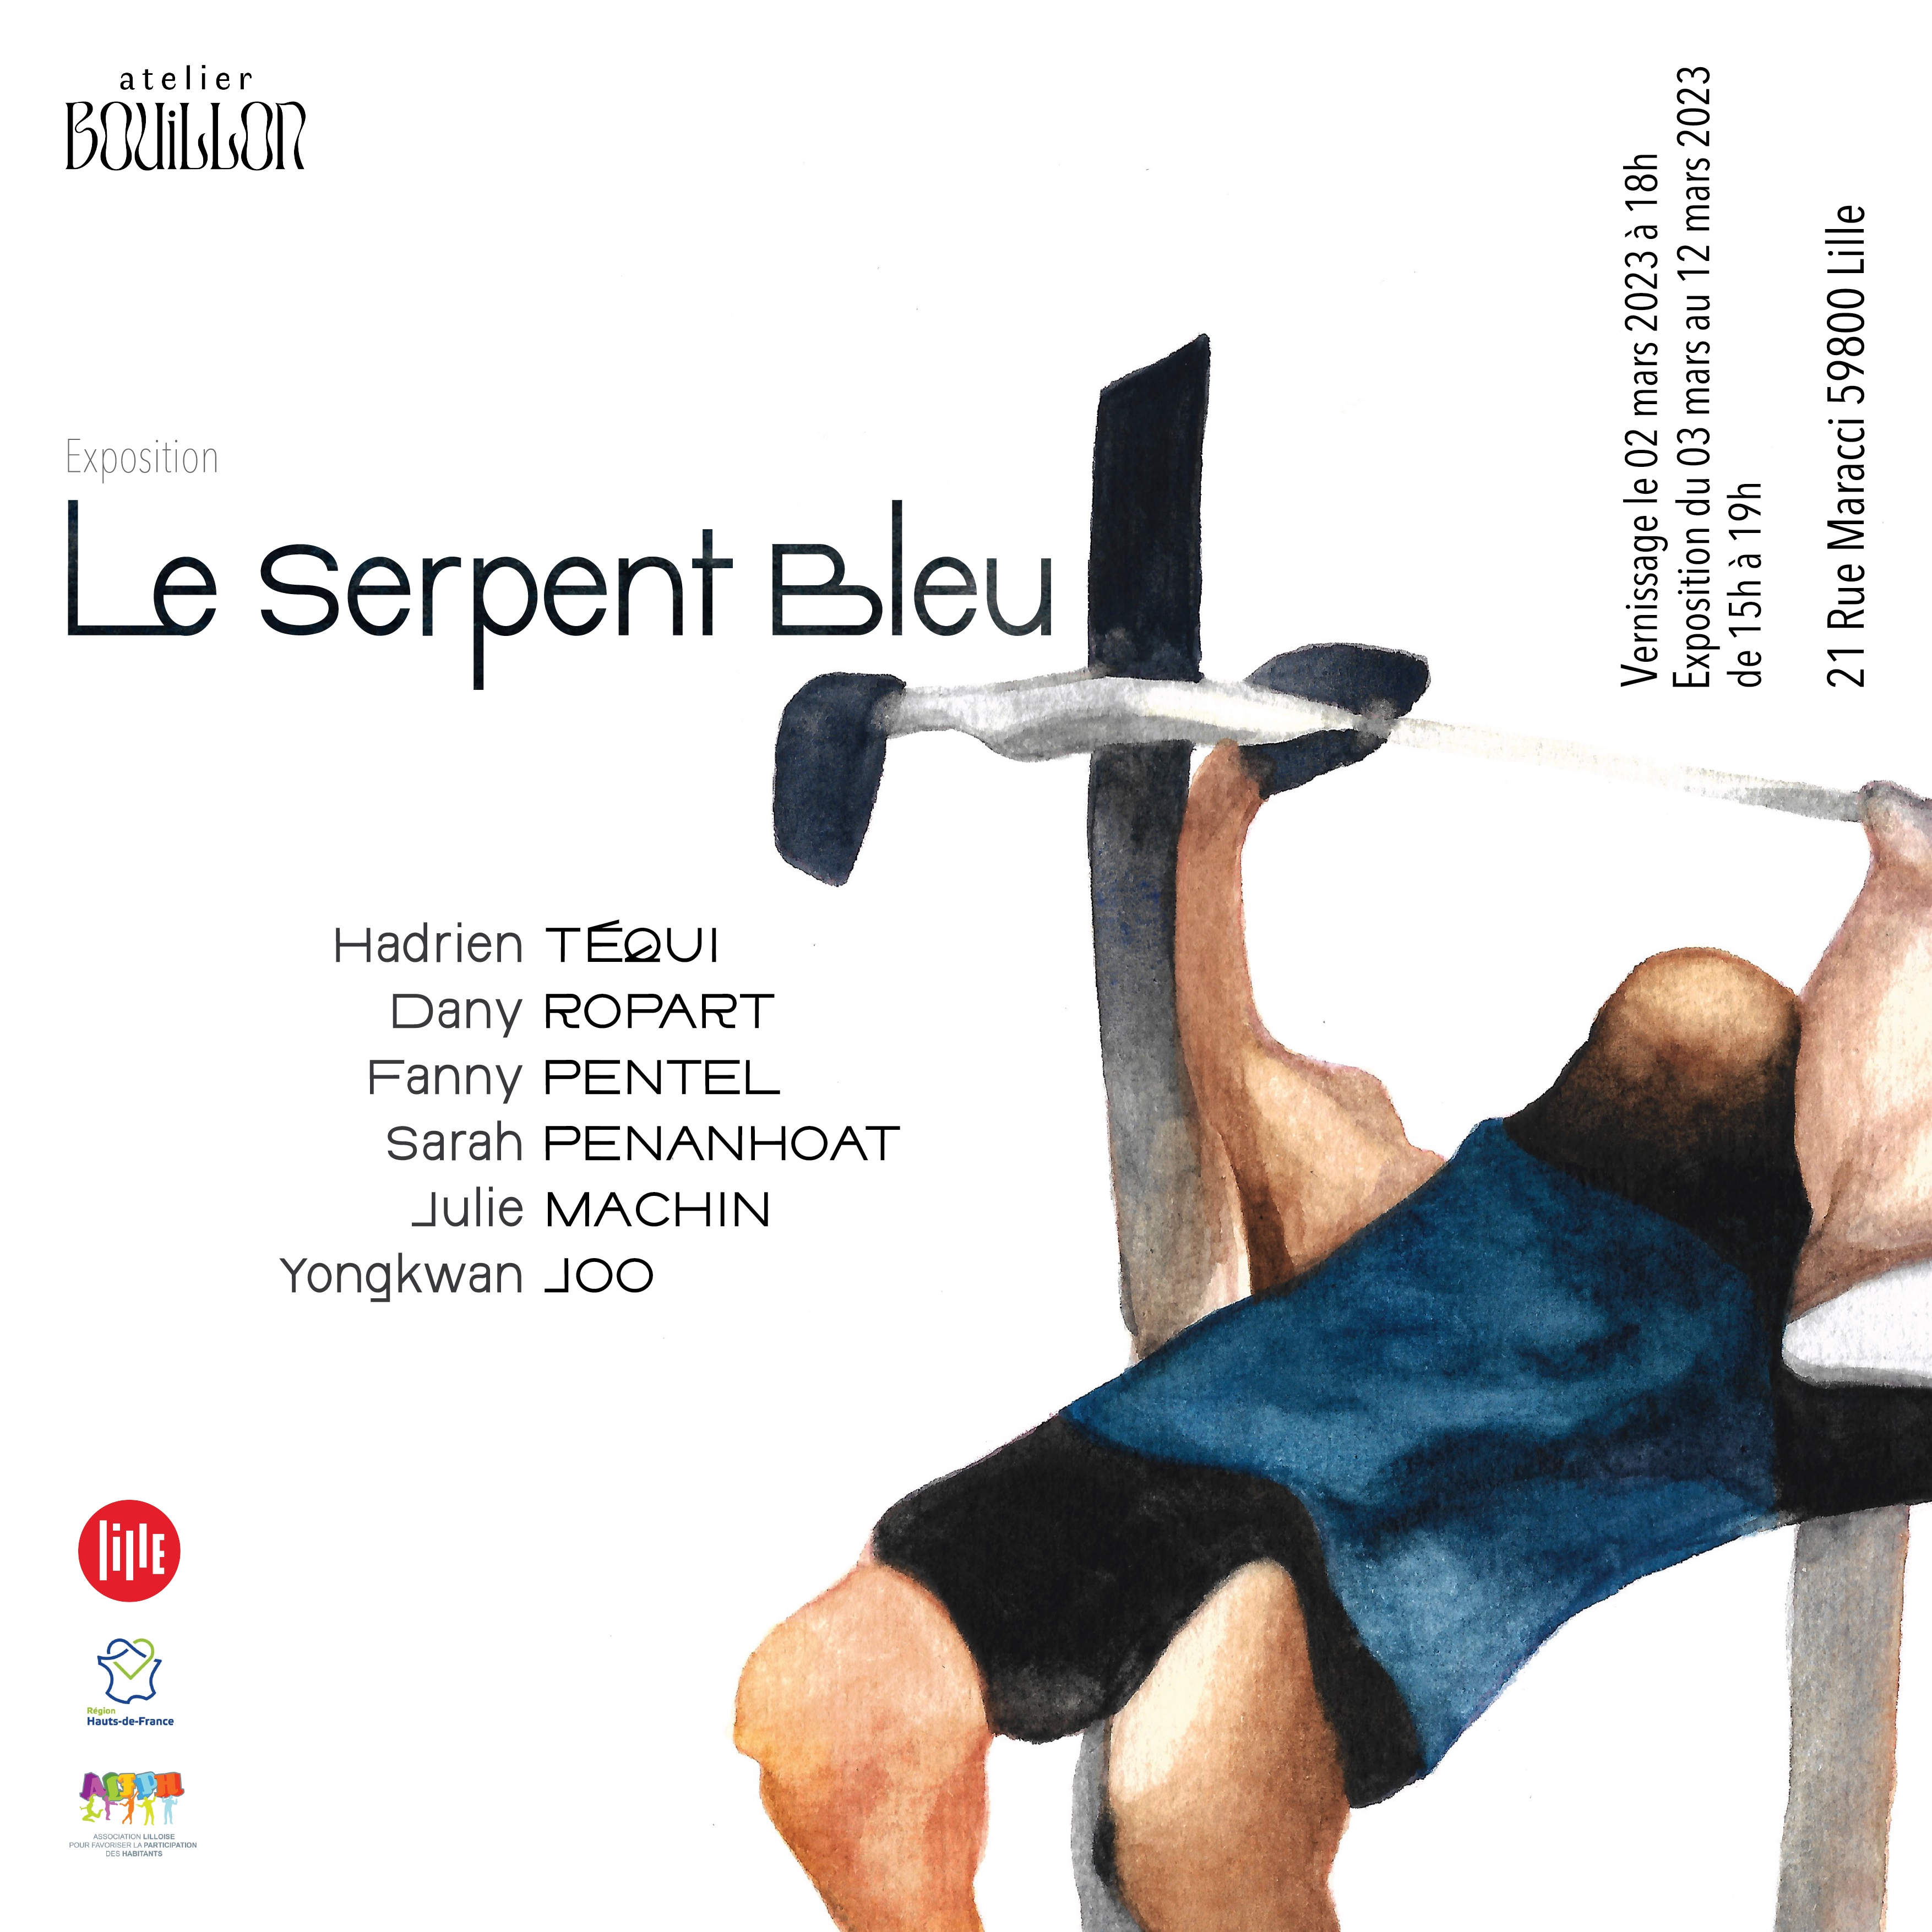 atelier
BOUiLLON
Vernissage le 02 mars 2023 à 18h
Exposition du 03 mars au 12 mars 2023
de 15h à 19h
21 Rue Maracci 59800 Lille
Exposition
Le Serpent Bleu
Hadrien TÉQUI
Dany ROPART
Fanny PENTEL
Sarah PENANHOAT
Julie MACHIN
Yongkwan JOO
lillE
Région
Hauts-de-France
ALFPH
ASSOCIATION LILLOISE
POUR FAVORISER LA PARTICIPATION
DES HABITANTS